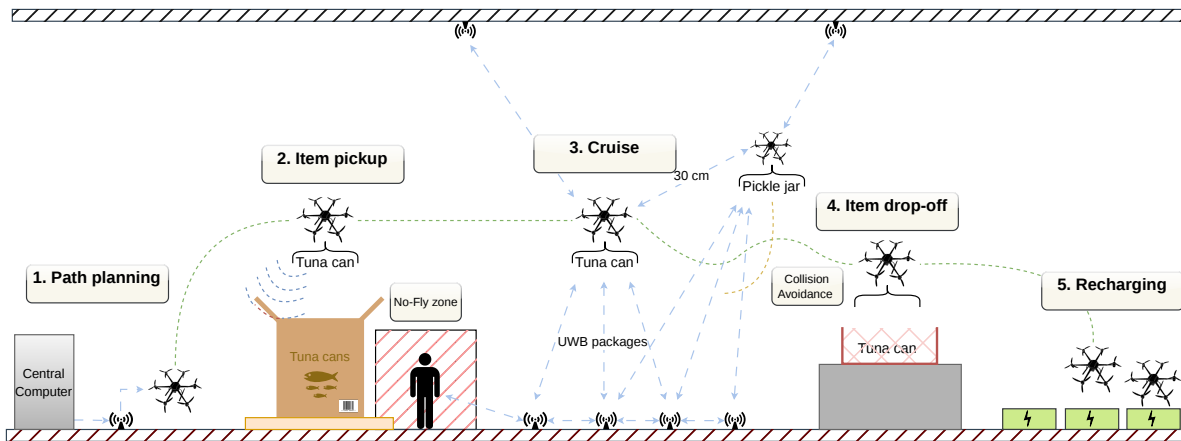 3. Cruise
2. Item pickup
30 cm
Pickle jar
4. Item drop-off
Tuna can
Tuna can
1. Path planning
Collision
Avoidance
5. Recharging
No-Fly zone
UWB packages
Tuna can
Tuna cans
Central
Computer